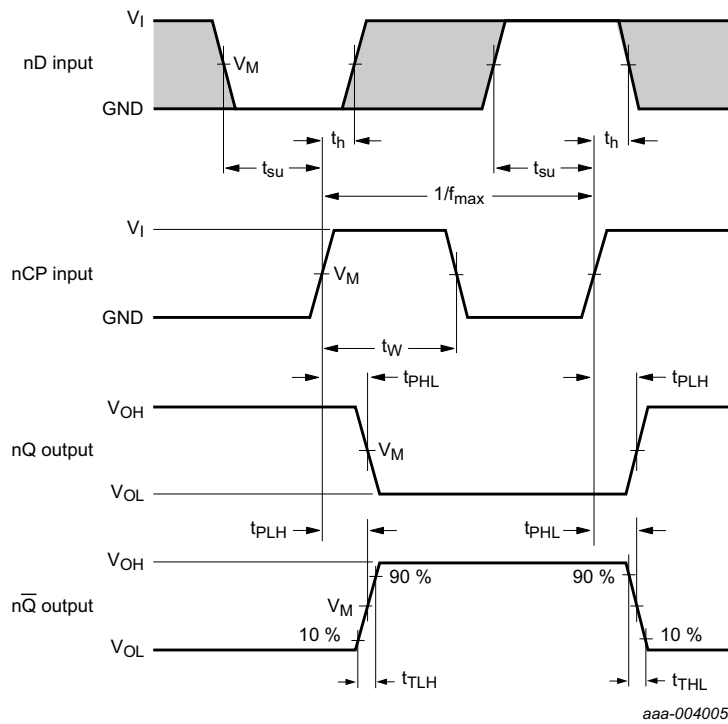 V_I
nD input
V_M
GND
t_h t_h
t_su t_su
1/f_max
V_I
nCP input
V_M
GND
t_W
t_PHL t_PLH
V_OH
nQ output
V_M
V_OL
t_PLH t_PHL
V_OH
90 % 90 %
nQ̅ output
V_M
10 % 10 %
V_OL
t_TLH t_THL
aaa-004005